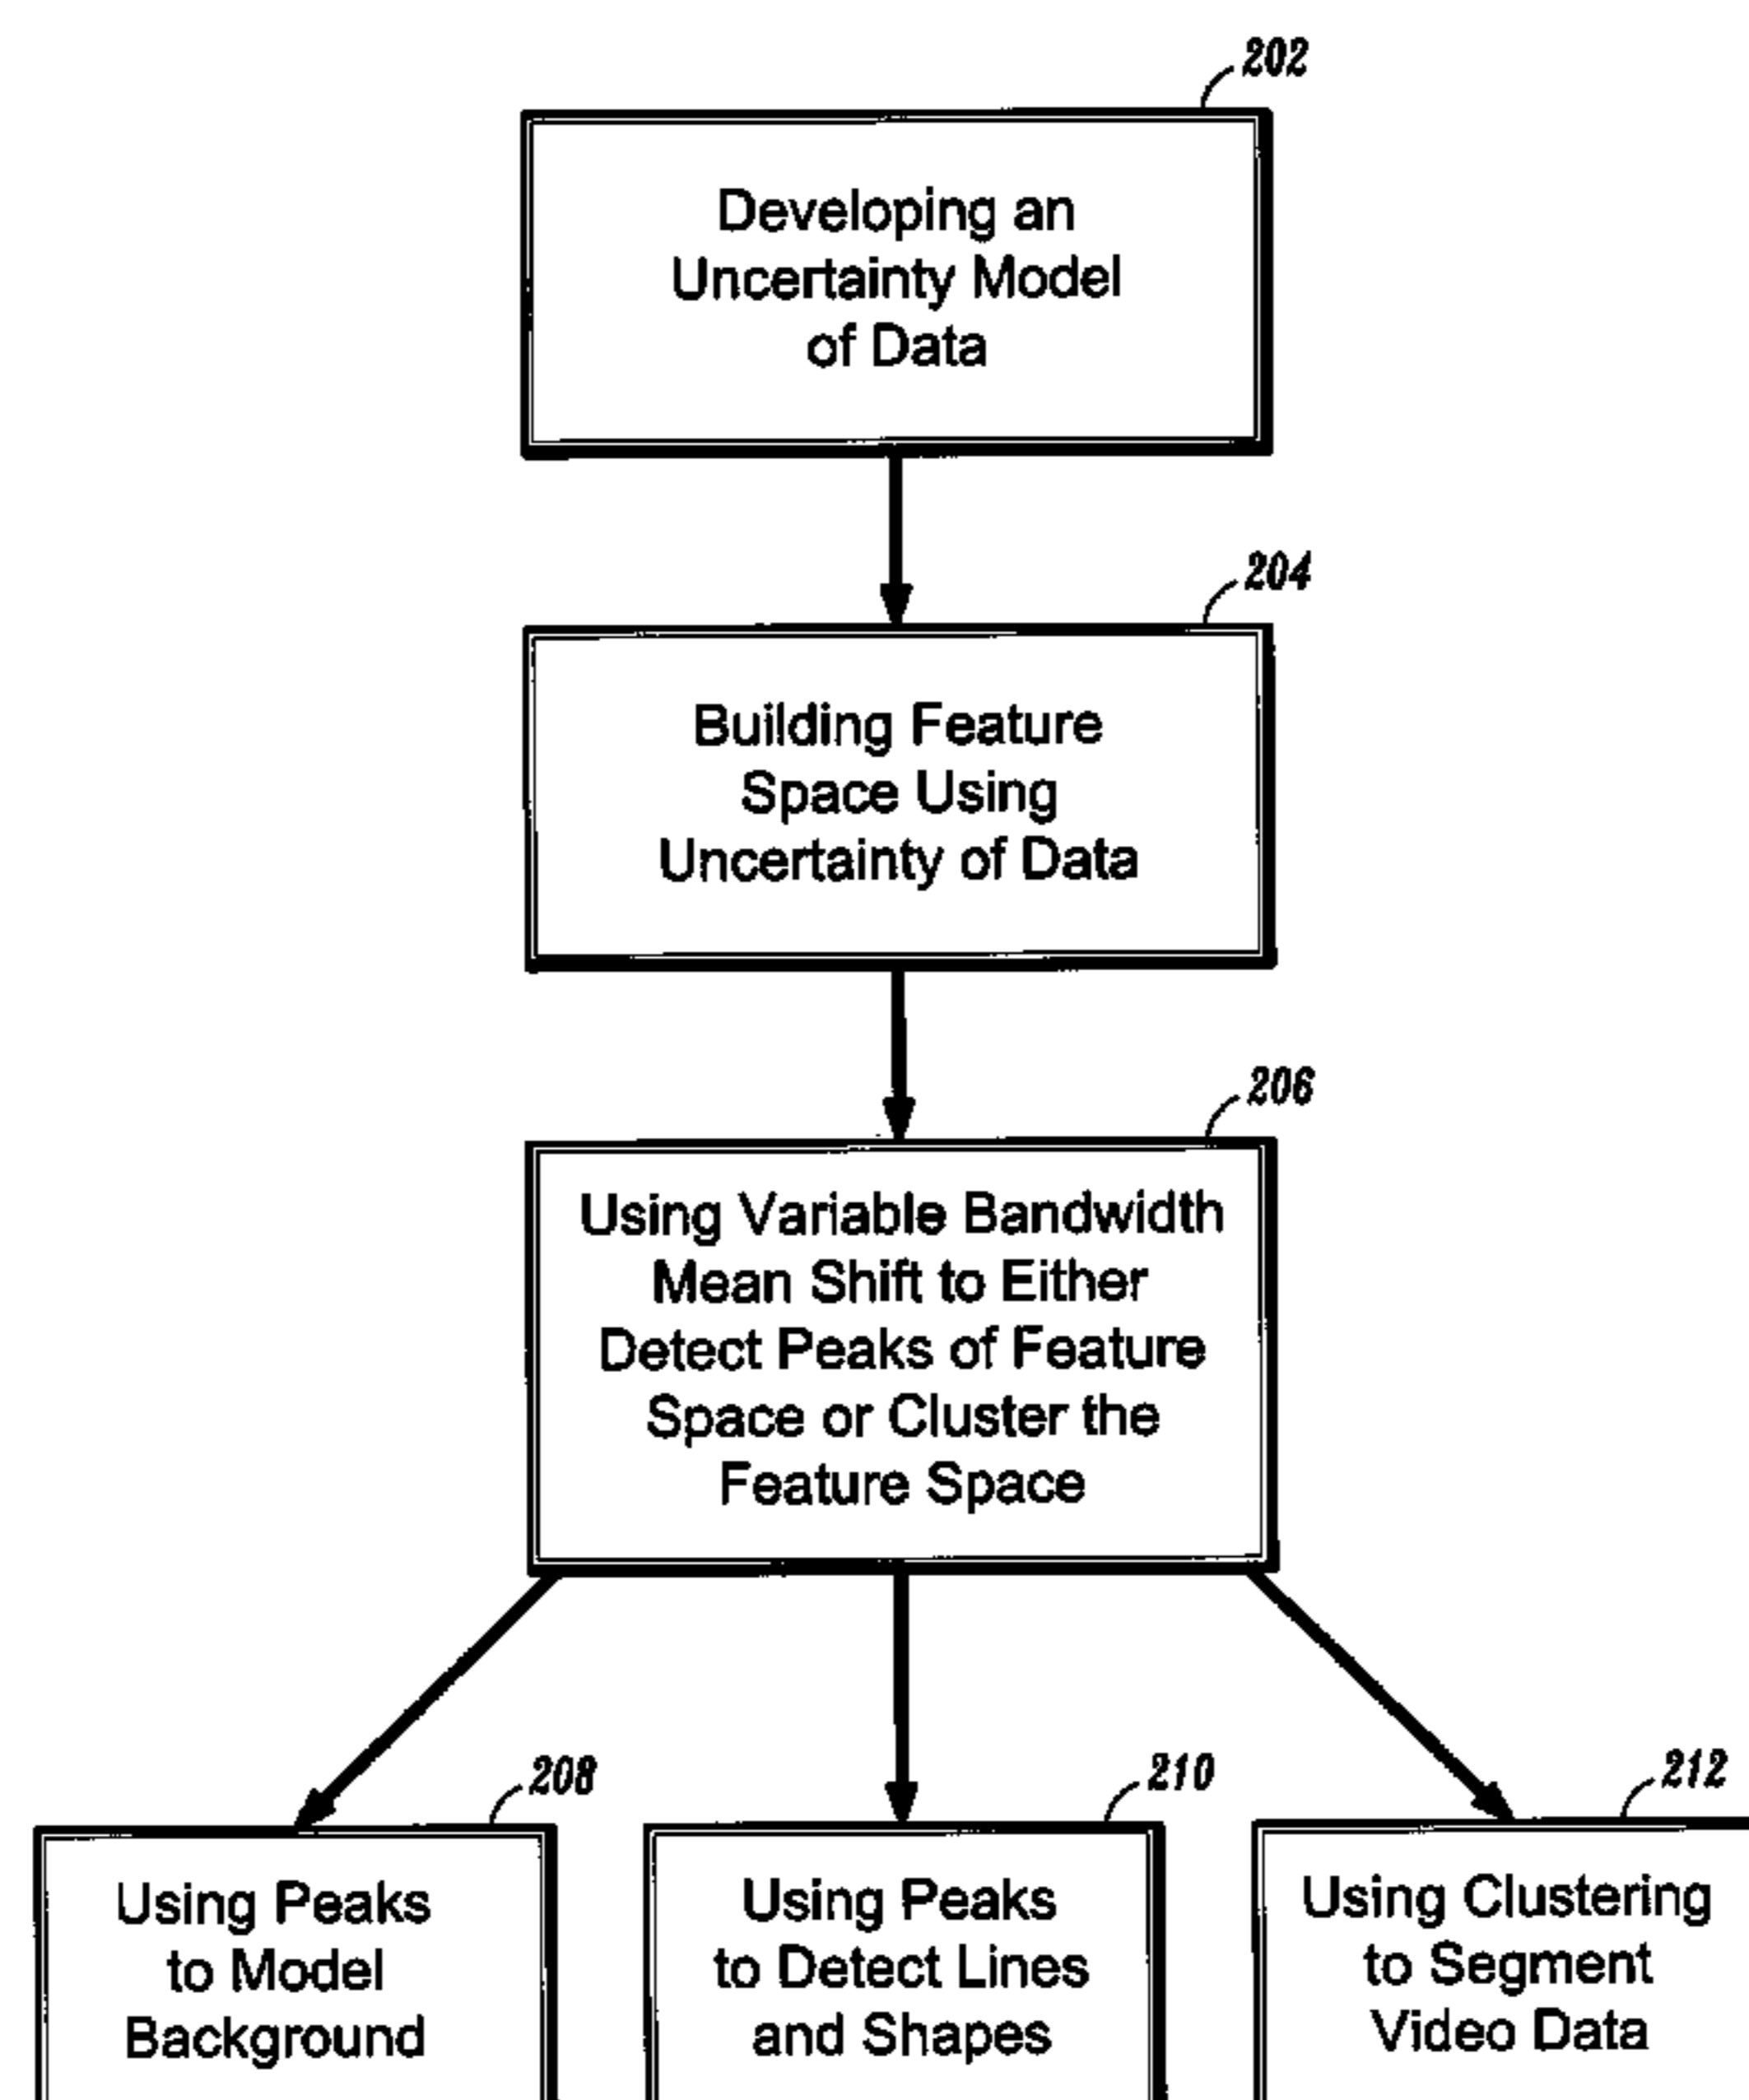 202
Developing an
Uncertainty Model
of Data
204
Building Feature
Space Using
Uncertainty of Data
206
Using Variable Bandwidth
Mean Shift to Either
Detect Peaks of Feature
Space or Cluster the
Feature Space
208
Using Peaks
to Model
Background
210
Using Peaks
to Detect Lines
and Shapes
212
Using Clustering
to Segment
Video Data